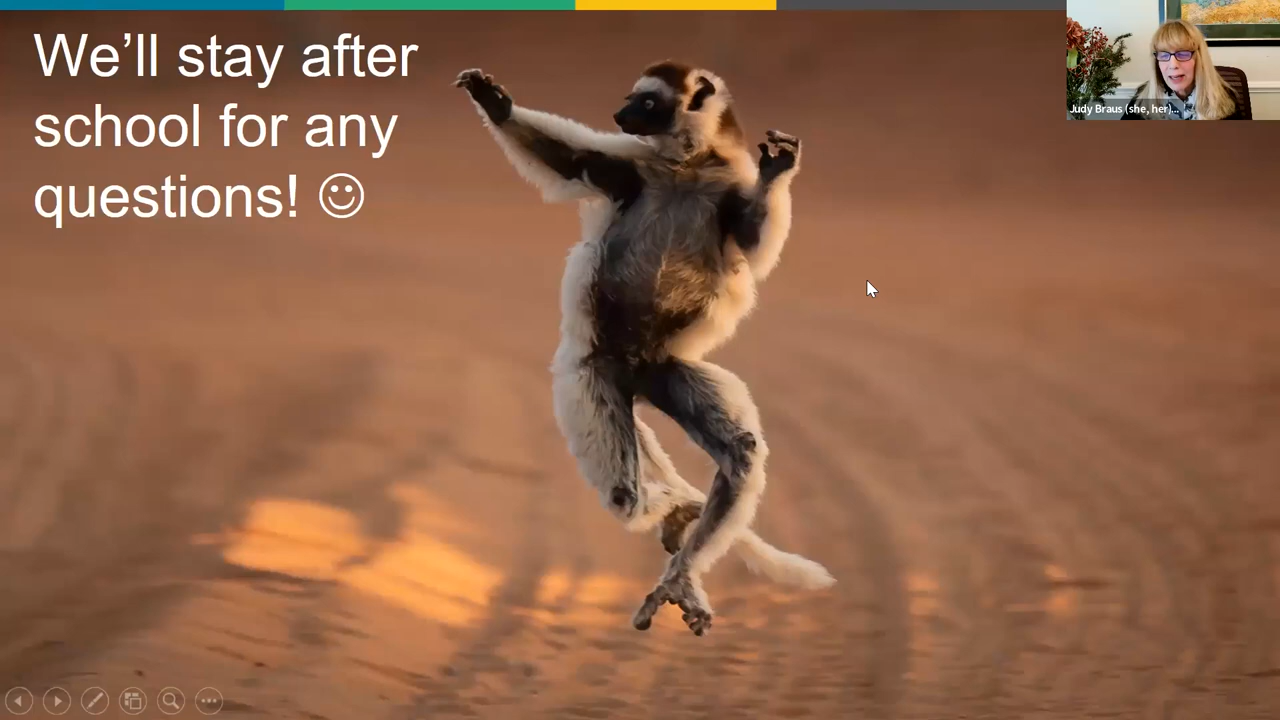 We’ll stay after
school for any
questions! ☺
Judy Braus (she, her)...